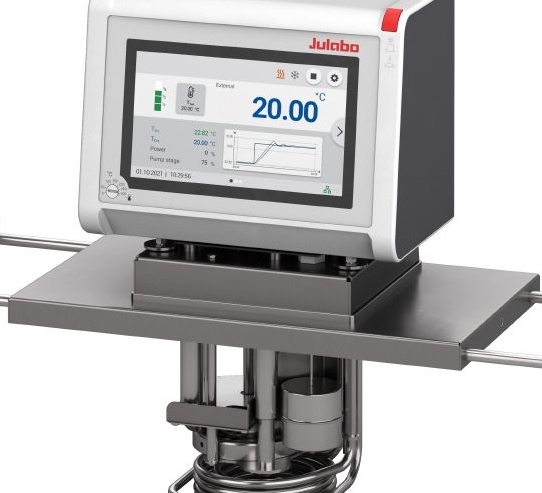 Julabo
External
°C
20.00
20.00 °C
T
22.82 °C
T
20.00 °C
Power
0 %
Pump stage
75 %
01.10.2021 | 10:29:56
°C